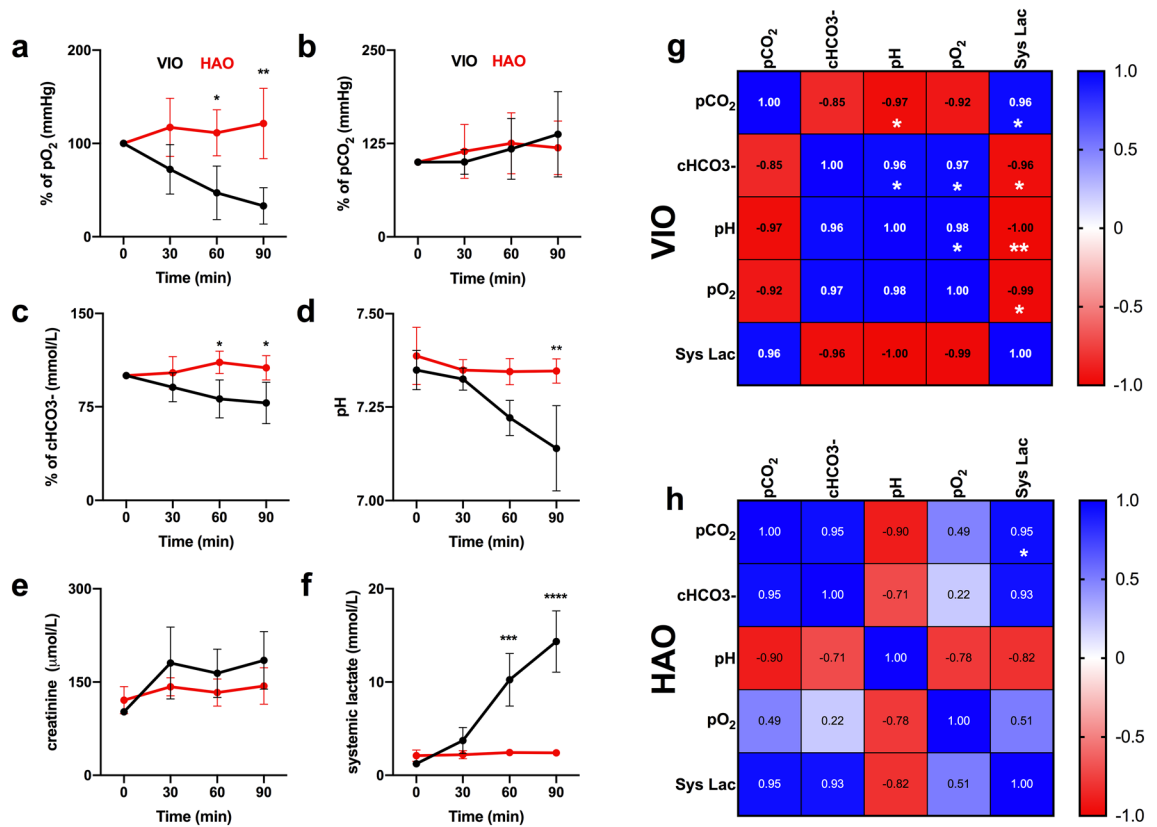 a
200
150
100
50
0
% of pO2 (mmHg)
VIO HAO
*
**
0 30 60 90
Time (min)
b
250
125
0
% of pCO2 (mmHg)
VIO HAO
0 30 60 90
Time (min)
c
150
75
0
% of cHCO3- (mmol/L)
*
*
0 30 60 90
Time (min)
d
7.50
7.25
7.00
pH
**
0 30 60 90
Time (min)
e
300
150
0
creatinine (μmol/L)
0 30 60 90
Time (min)
f
20
10
0
systemic lactate (mmol/L)
***
****
0 30 60 90
Time (min)
g
VIO
pCO2 cHCO3- pH pO2 Sys Lac
pCO2 1.00 -0.85 -0.97 * -0.92 0.96 *
cHCO3- -0.85 1.00 0.96 * 0.97 * -0.96 *
pH -0.97 0.96 1.00 0.98 * -1.00 **
pO2 -0.92 0.97 0.98 1.00 -0.99 *
Sys Lac 0.96 -0.96 -1.00 -0.99 1.00
1.0
0.5
0
-0.5
-1.0
h
HAO
pCO2 cHCO3- pH pO2 Sys Lac
pCO2 1.00 0.95 -0.90 0.49 0.95 *
cHCO3- 0.95 1.00 -0.71 0.22 0.93
pH -0.90 -0.71 1.00 -0.78 -0.82
pO2 0.49 0.22 -0.78 1.00 0.51
Sys Lac 0.95 0.93 -0.82 0.51 1.00
1.0
0.5
0
-0.5
-1.0